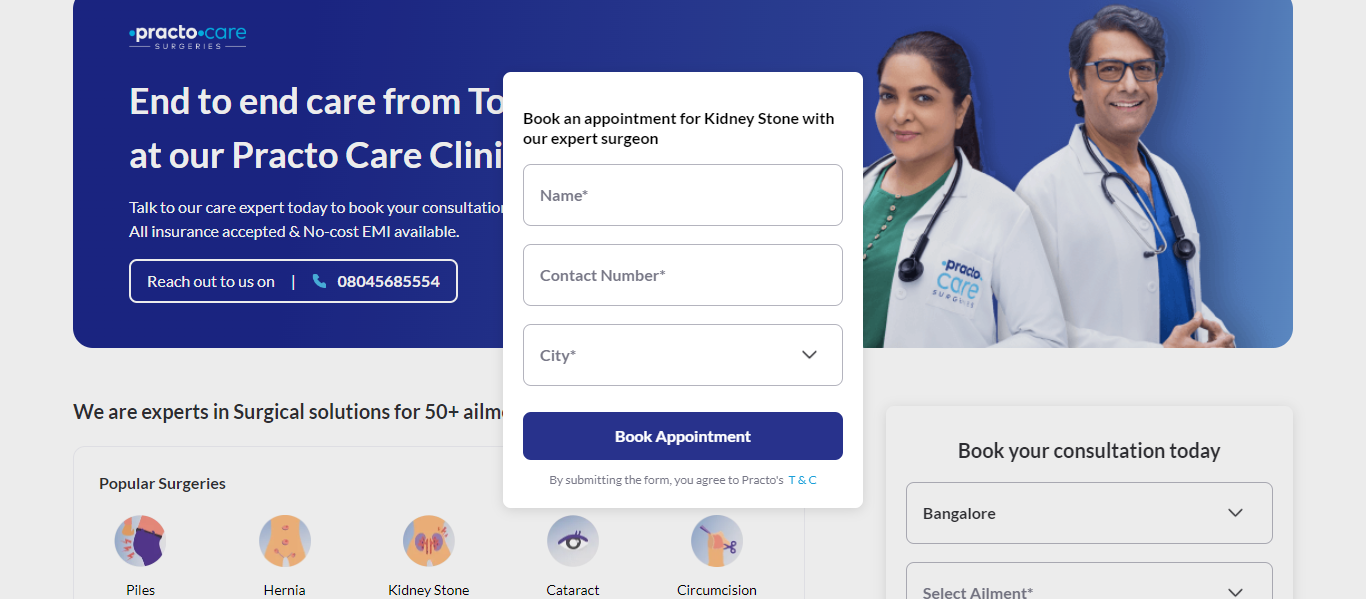 practo care
SURGERIES
End to end care from To
at our Practo Care Clini
Talk to our care expert today to book your consultation
All insurance accepted & No-cost EMI available.
Reach out to us on | 08045685554
practo
care
SURGERIES
Book an appointment for Kidney Stone with
our expert surgeon
Name*
Contact Number*
City*
Book Appointment
By submitting the form, you agree to Practo's T & C
We are experts in Surgical solutions for 50+ ailm
Popular Surgeries
Piles
Hernia
Kidney Stone
Cataract
Circumcision
Book your consultation today
Bangalore
Select Ailment*